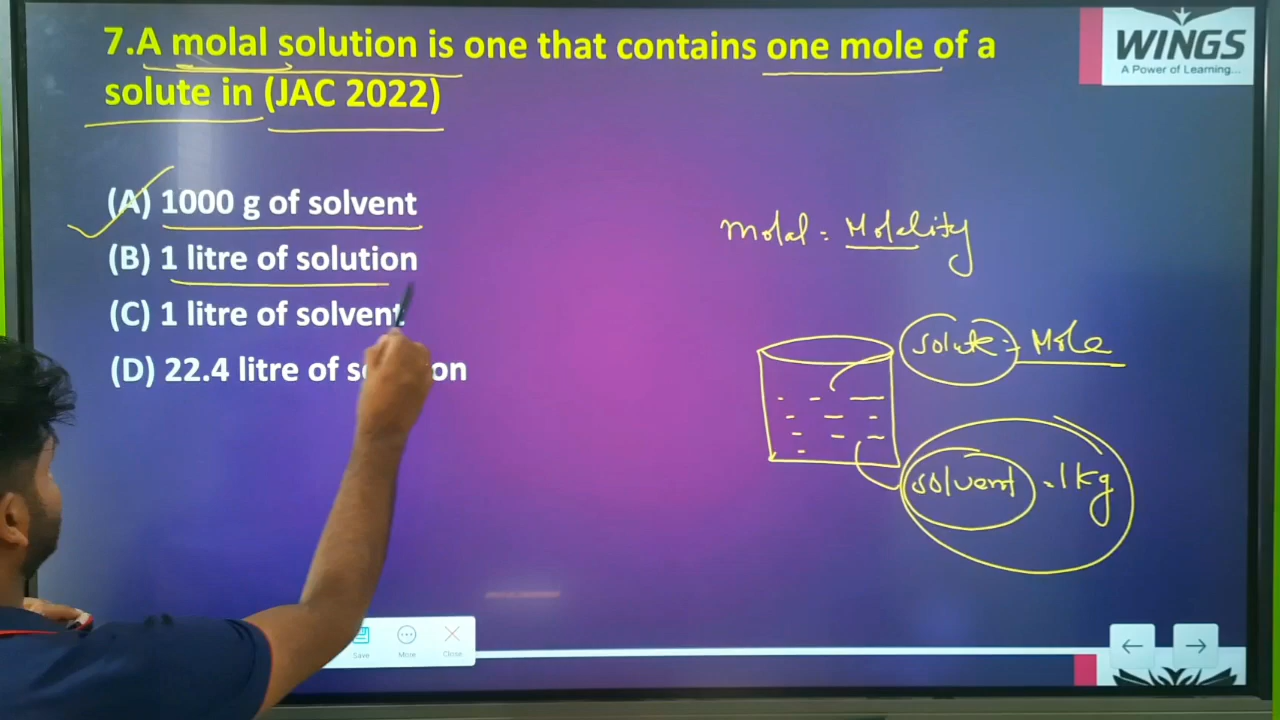 7.A molal solution is one that contains one mole of a
solute in (JAC 2022)
WINGS
A Power of Learning...
(A) 1000 g of solvent
(B) 1 litre of solution
(C) 1 litre of solvent
(D) 22.4 litre of
molal : Molality
solute = Mole
solvent = 1kg
Save
More
Close